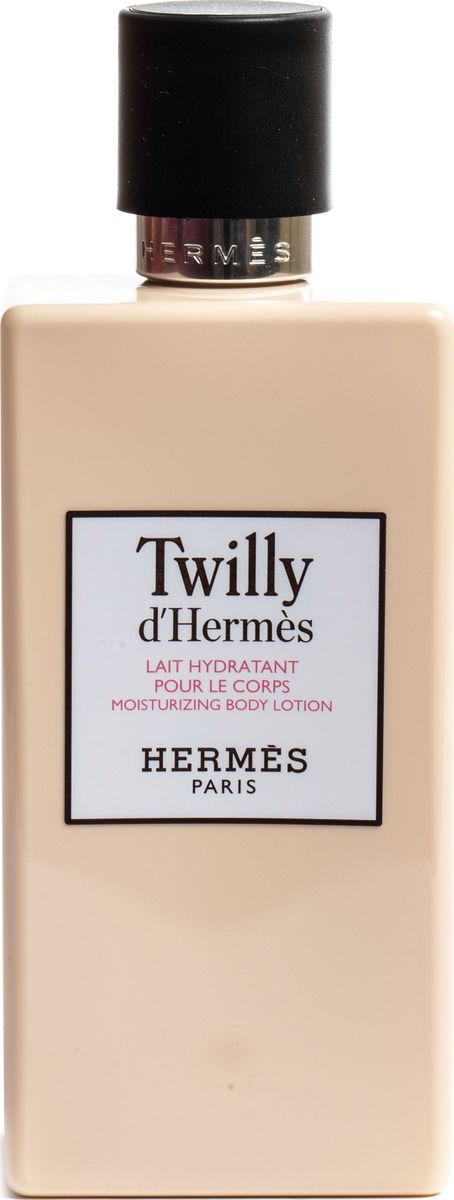 HERMÈS
Twilly
d'Hermès
LAIT HYDRATANT
POUR LE CORPS
MOISTURIZING BODY LOTION
HERMÈS
PARIS